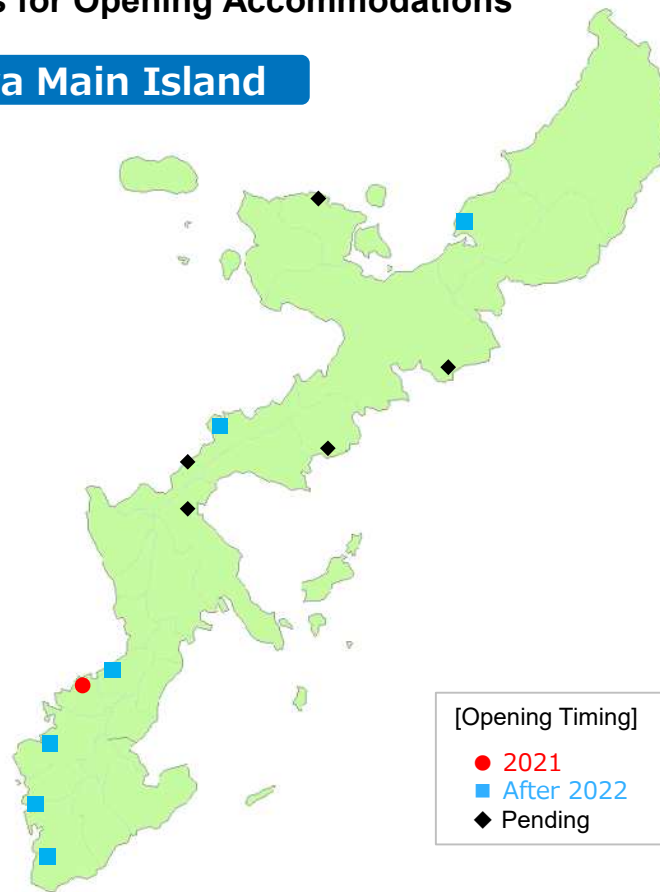 s for Opening Accommodations
a Main Island
[Opening Timing]
2021
After 2022
Pending